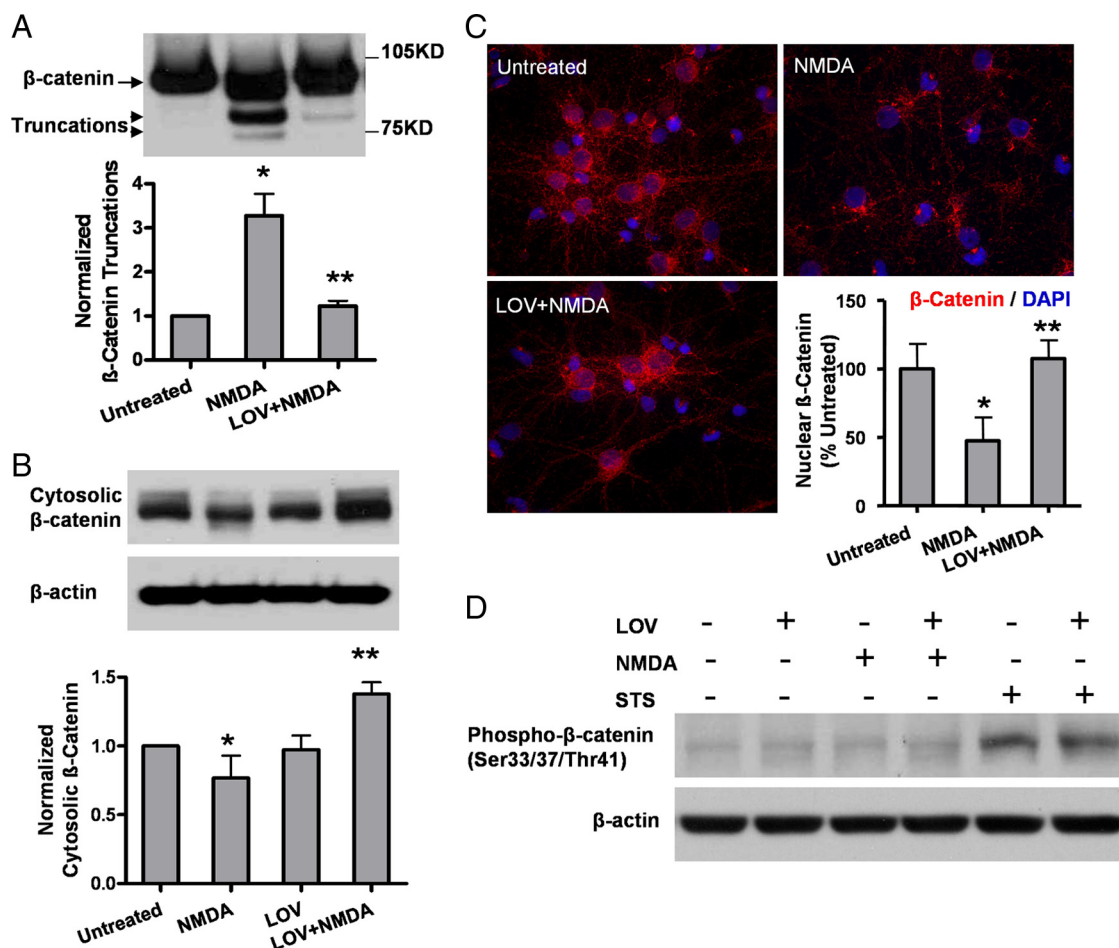 A
105KD
β-catenin
Truncations
75KD
Normalized
ß-Catenin Truncations
4
3
2
1
0
*
**
Untreated
NMDA
LOV+NMDA
B
Cytosolic
β-catenin
β-actin
Normalized
Cytosolic ß-Catenin
1.5
1.0
0.5
0.0
*
**
Untreated
NMDA
LOV
LOV+NMDA
C
Untreated
NMDA
LOV+NMDA
β-Catenin / DAPI
Nuclear ß-Catenin
(% Untreated)
150
100
50
0
*
**
Untreated
NMDA
LOV+NMDA
D
LOV - + - + - +
NMDA - - + + - -
STS - - - - + +
Phospho-β-catenin
(Ser33/37/Thr41)
β-actin